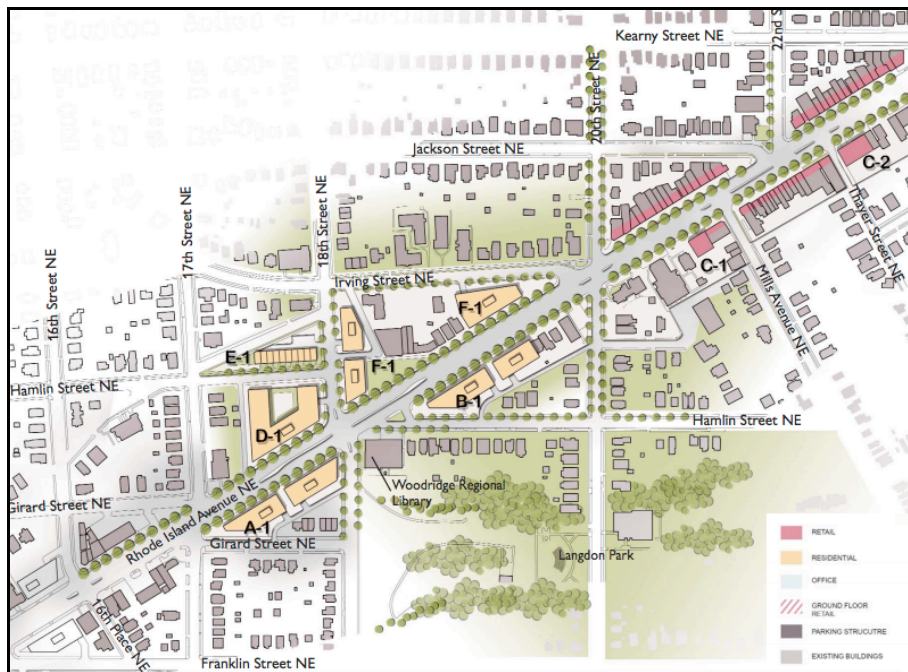 Kearny Street NE
22nd S
20th Street NE
Jackson Street NE
C-2
Thayer Street NE
18th Street NE
17th Street NE
16th Street NE
Irving Street NE
C-1
Mills Avenue NE
F-1
E-1
F-1
Hamlin Street NE
B-1
Hamlin Street NE
D-1
Woodridge Regional
Library
Rhode Island Avenue NE
Girard Street NE
A-1
Girard Street NE
Langdon Park
16th Place NE
Franklin Street NE
RETAIL
RESIDENTIAL
OFFICE
GROUND FLOOR
RETAIL
PARKING STRUCUTRE
EXISTING BUILDINGS